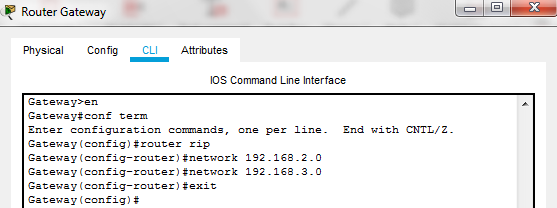 Router Gateway
Physical Config CLI Attributes
IOS Command Line Interface
Gateway>en
Gateway#conf term
Enter configuration commands, one per line.  End with CNTL/Z.
Gateway(config)#router rip
Gateway(config-router)#network 192.168.2.0
Gateway(config-router)#network 192.168.3.0
Gateway(config-router)#exit
Gateway(config)#